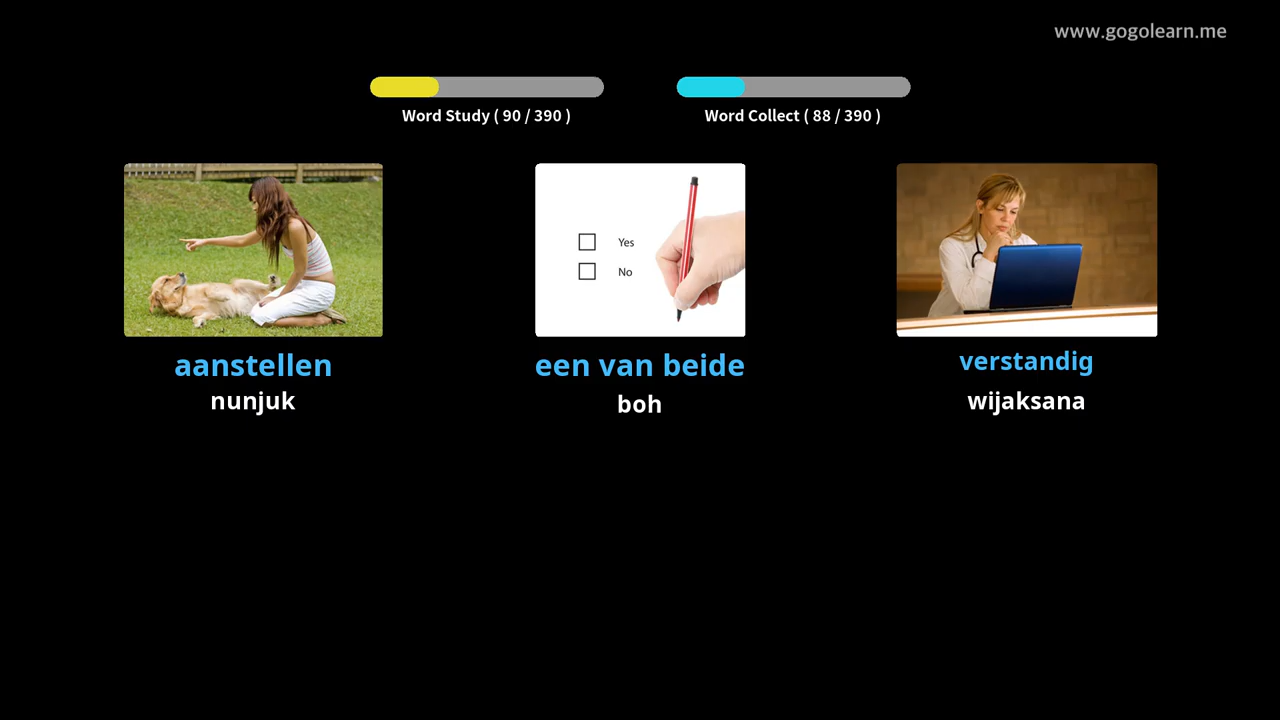 www.gogolearn.me
Word Study ( 90 / 390 )
Word Collect ( 88 / 390 )
Yes
No
aanstellen
een van beide
verstandig
nunjuk
boh
wijaksana